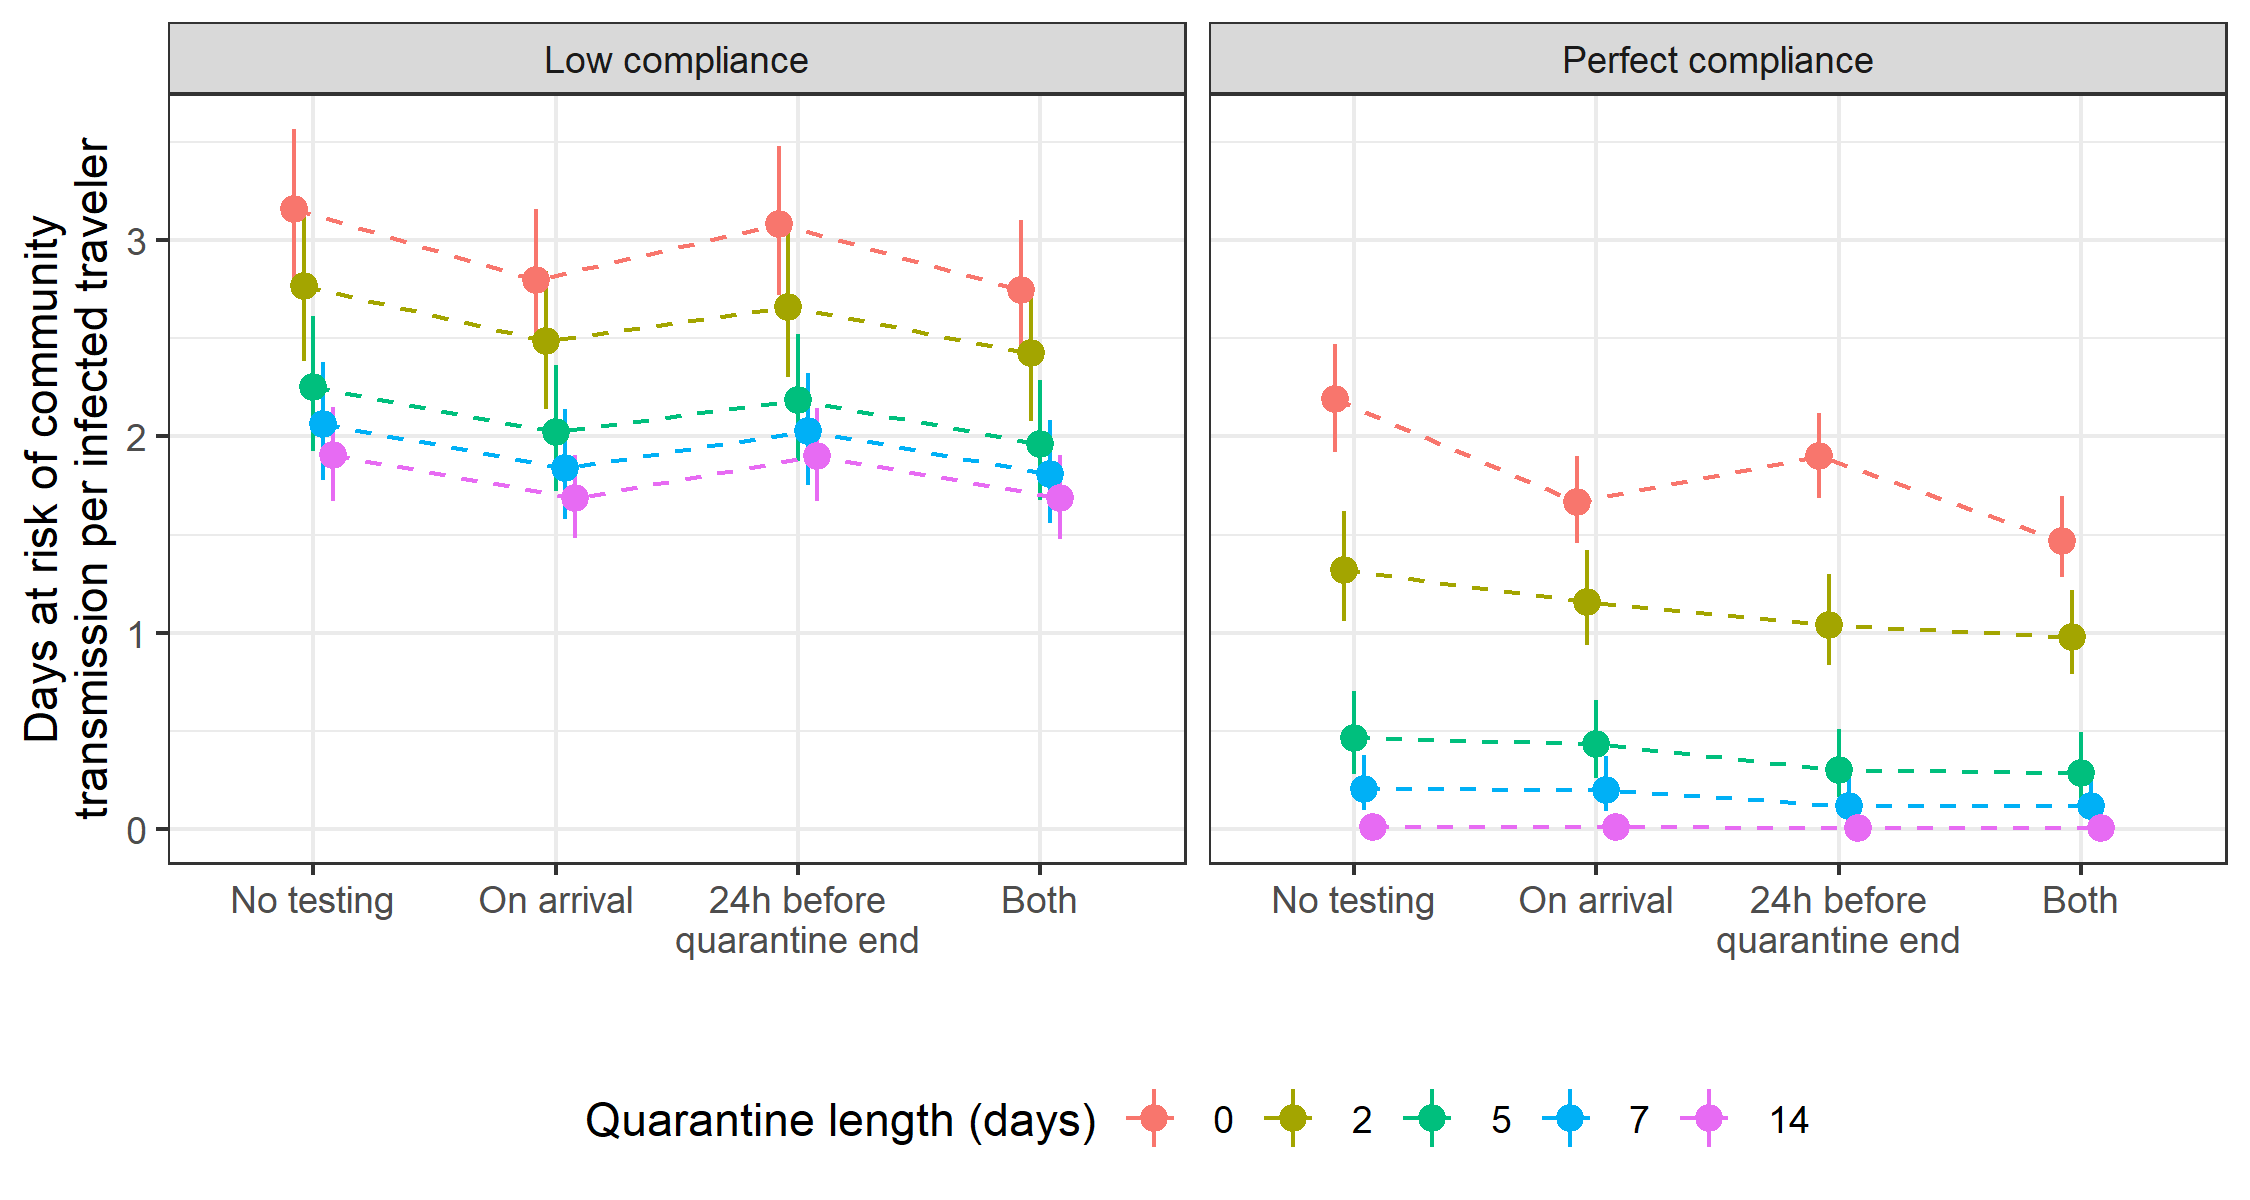 Low compliance
Perfect compliance
Days at risk of community
transmission per infected traveler
3
2
1
0
No testing
On arrival
24h before
quarantine end
Both
No testing
On arrival
24h before
quarantine end
Both
Quarantine length (days) 0 2 5 7 14